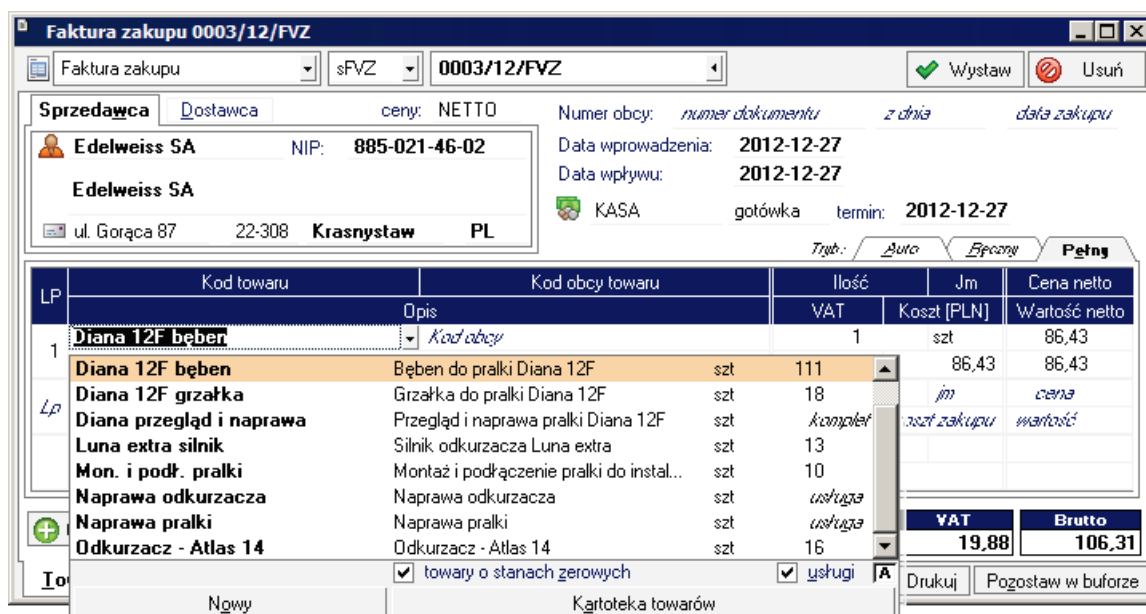 Faktura zakupu 0003/12/FVZ
Faktura zakupu sFVZ 0003/12/FVZ Wystaw Usuń
Sprzedawca Dostawca ceny: NETTO
Numer obcy: numer dokumentu z dnia data zakupu
Edelweiss SA NIP: 885-021-46-02
Data wprowadzenia: 2012-12-27
Edelweiss SA
Data wpływu: 2012-12-27
KASA gotówka termin: 2012-12-27
ul. Gorąca 87 22-308 Krasnystaw PL
Tryb: Auto Ręczny Pełny
LP Kod towaru Kod obcy towaru Ilość Jm Cena netto
Opis VAT Koszt [PLN] Wartość netto
1 Diana 12F bęben Kod obcy 1 szt 86,43
86,43 86,43
Lp jm cena
koszt zakupu wartość
Diana 12F bęben Bęben do pralki Diana 12F szt 111
Diana 12F grzałka Grzałka do pralki Diana 12F szt 18
Diana przegląd i naprawa Przegląd i naprawa pralki Diana 12F szt komplet
Luna extra silnik Silnik odkurzacza Luna extra szt 13
Mon. i podł. pralki Montaż i podłączenie pralki do instal... szt 10
Naprawa odkurzacza Naprawa odkurzacza szt usługa
Naprawa pralki Naprawa pralki szt usługa
Odkurzacz - Atlas 14 Odkurzacz - Atlas 14 szt 16
VAT Brutto
19,88 106,31
towary o stanach zerowych usługi A
Drukuj Pozostaw w buforze
Nowy Kartoteka towarów